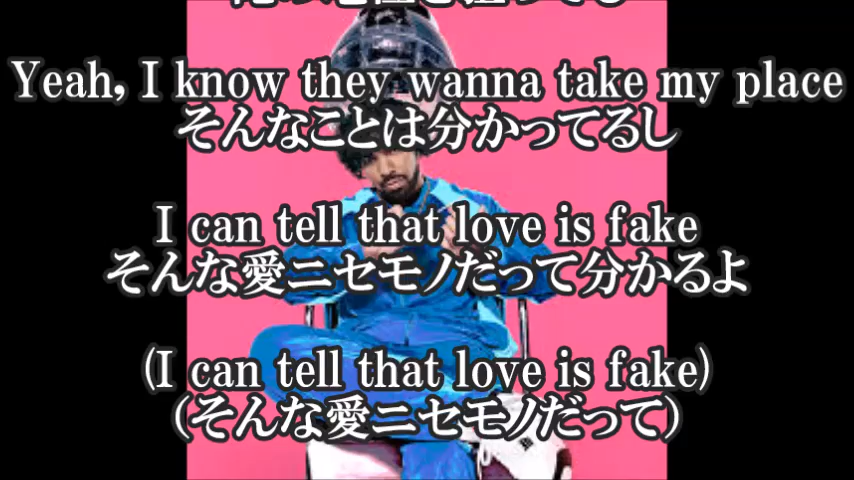 Yeah, I know they wanna take my place
そんなことは分かってるし
I can tell that love is fake
そんな愛ニセモノだって分かるよ
(I can tell that love is fake)
（そんな愛ニセモノだって）